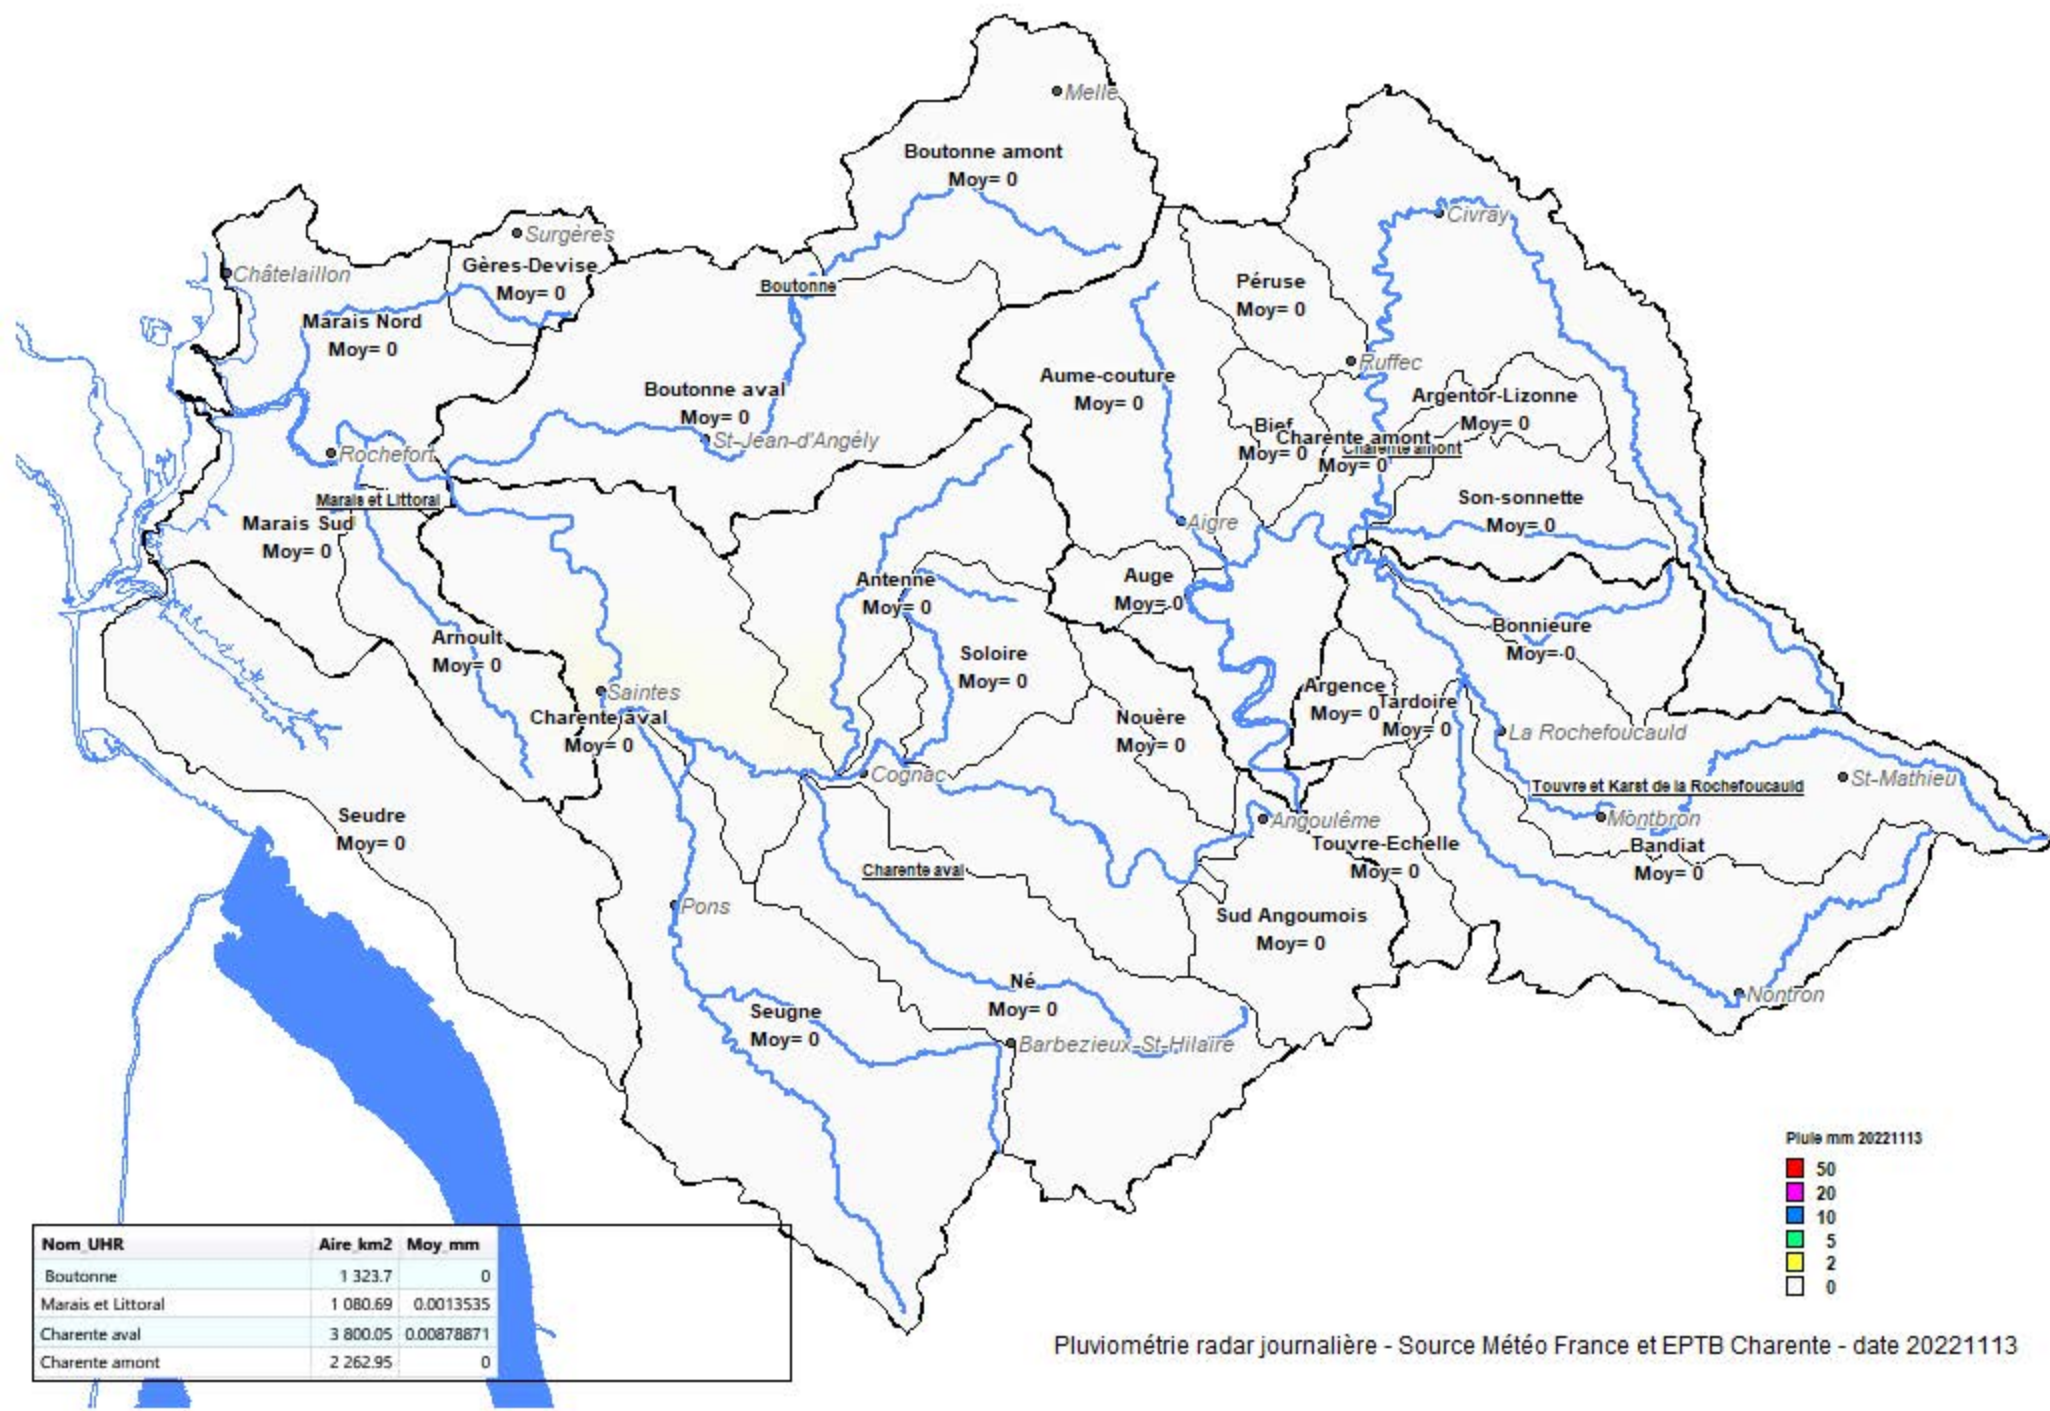 Melle
Boutonne amont
Moy= 0
Civray
Surgères
Châtelaillon
Gères-Devise
Moy= 0
Boutonne
Péruse
Moy= 0
Marais Nord
Moy= 0
Ruffec
Aume-couture
Moy= 0
Boutonne aval
Moy= 0
Argentor-Lizonne
Moy= 0
Bief
Moy= 0
Charente amont
Moy= 0
Charente amont
St-Jean-d'Angély
Rochefort
Marais et Littoral
Son-sonnette
Moy= 0
Marais Sud
Moy= 0
Aigre
Antenne
Moy= 0
Auge
Moy= 0
Bonnieure
Moy= 0
Arnoult
Moy= 0
Soloire
Moy= 0
Saintes
Argence
Moy= 0
Tardoire
Moy= 0
Charente aval
Moy= 0
Nouère
Moy= 0
La Rochefoucauld
Cognac
Touvre et Karst de la Rochefoucauld
St-Mathieu
Seudre
Moy= 0
Angoulême
Montbron
Touvre-Echelle
Moy= 0
Bandiat
Moy= 0
Charente aval
Pons
Sud Angoumois
Moy= 0
Né
Moy= 0
Nontron
Seugne
Moy= 0
Barbezieux-St-Hilaire
Pluie mm 20221113
50
20
10
5
2
0
Nom_UHR Aire_km2 Moy_mm
Boutonne 1 323.7 0
Marais et Littoral 1 080.69 0.0013535
Charente aval 3 800.05 0.00878871
Charente amont 2 262.95 0
Pluviométrie radar journalière - Source Météo France et EPTB Charente - date 20221113